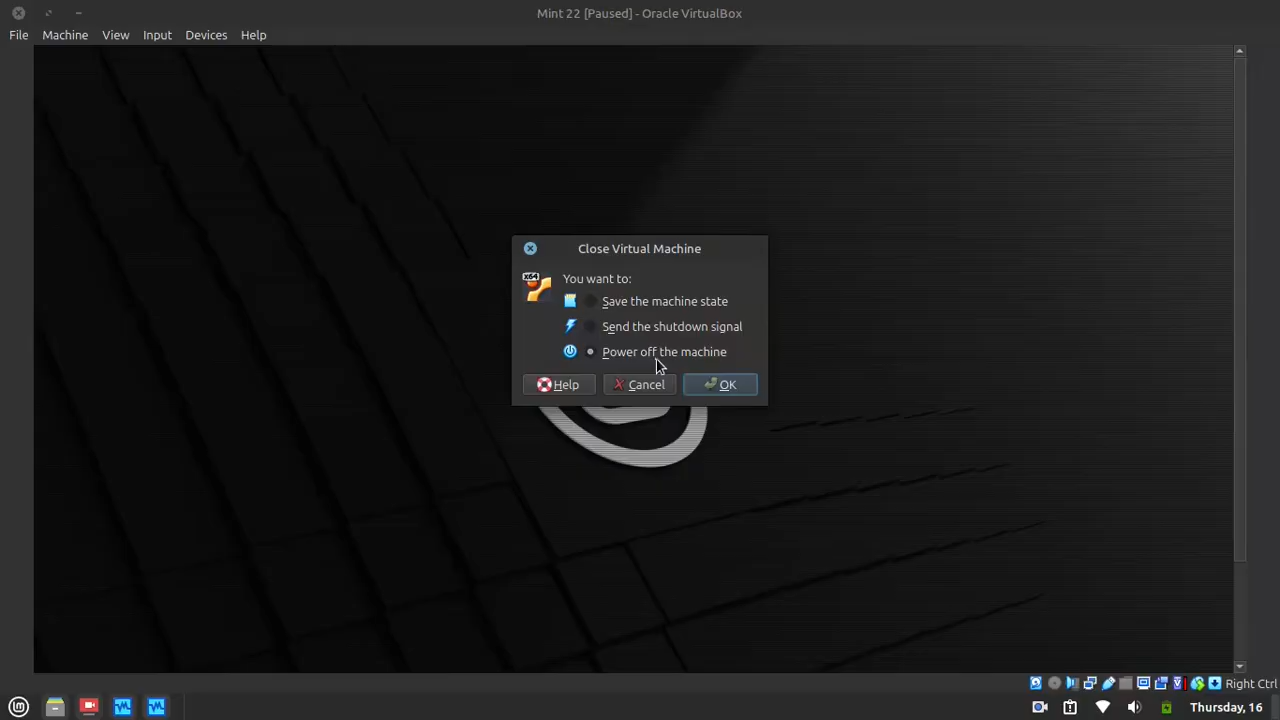 Mint 22 [Paused] - Oracle VirtualBox
File Machine View Input Devices Help
Close Virtual Machine
X64
You want to:
Save the machine state
Send the shutdown signal
Power off the machine
Help Cancel OK
Right Ctrl
Thursday, 16